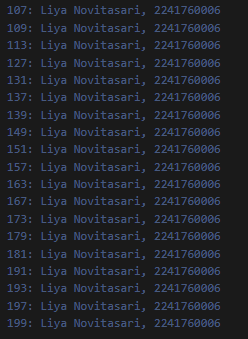 107: Liya Novitasari, 2241760006
109: Liya Novitasari, 2241760006
113: Liya Novitasari, 2241760006
127: Liya Novitasari, 2241760006
131: Liya Novitasari, 2241760006
137: Liya Novitasari, 2241760006
139: Liya Novitasari, 2241760006
149: Liya Novitasari, 2241760006
151: Liya Novitasari, 2241760006
157: Liya Novitasari, 2241760006
163: Liya Novitasari, 2241760006
167: Liya Novitasari, 2241760006
173: Liya Novitasari, 2241760006
179: Liya Novitasari, 2241760006
181: Liya Novitasari, 2241760006
191: Liya Novitasari, 2241760006
193: Liya Novitasari, 2241760006
197: Liya Novitasari, 2241760006
199: Liya Novitasari, 2241760006